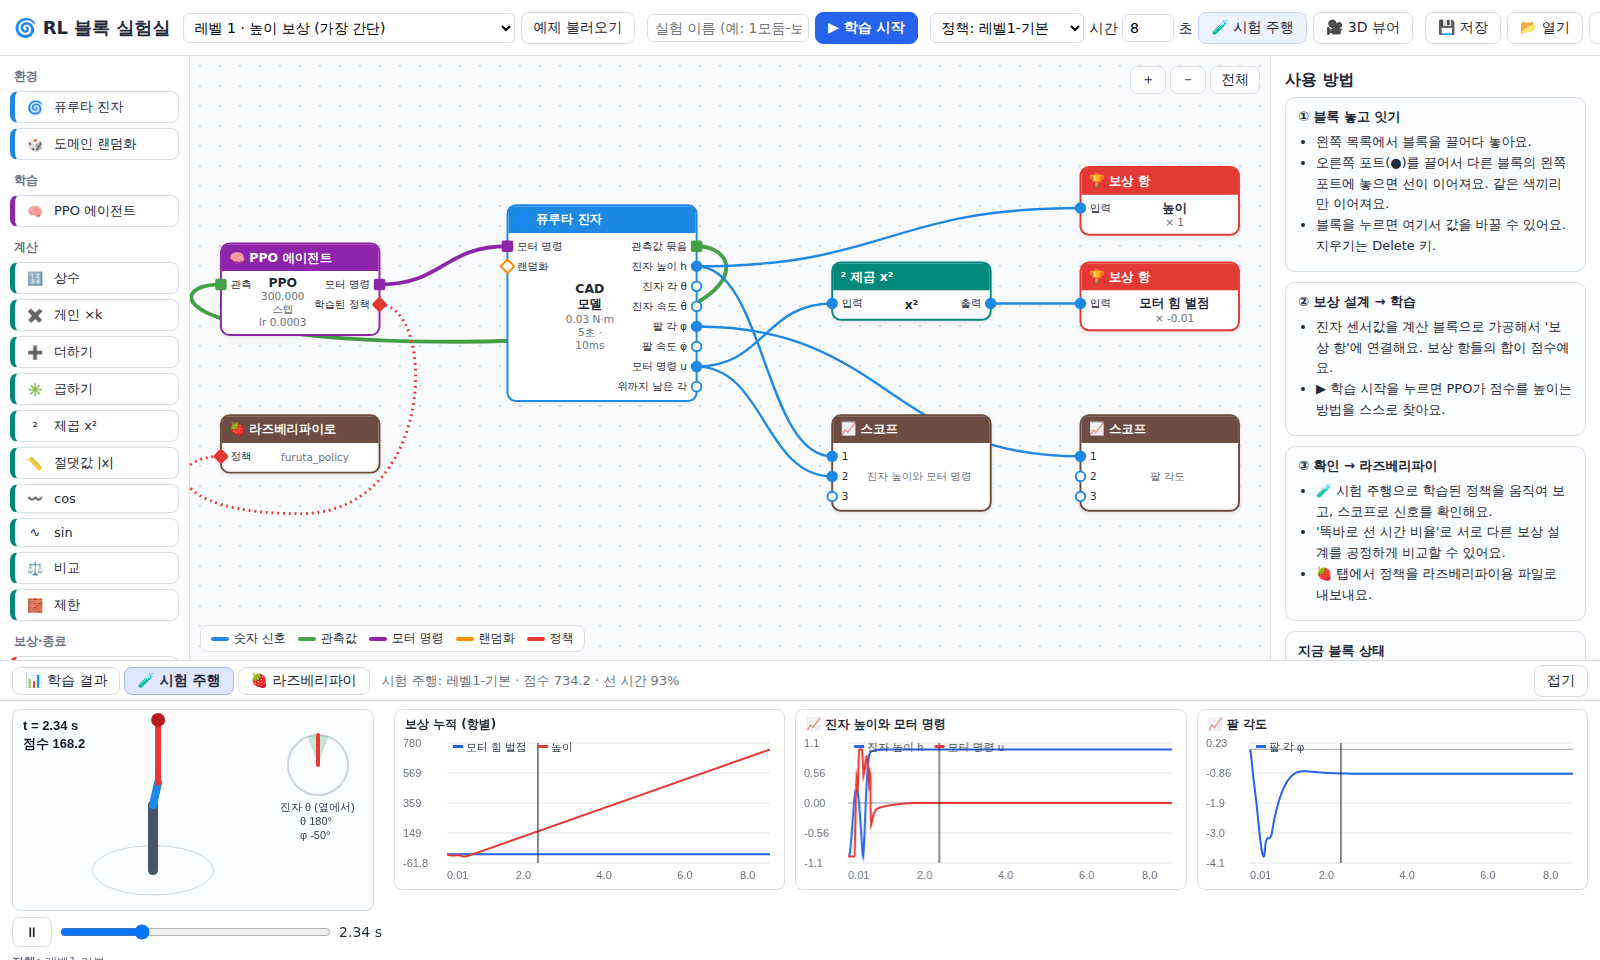 🌀 RL 블록 실험실
레벨 1 · 높이 보상 (가장 간단)
예제 불러오기
실험 이름 (예: 1모둠-보
▶ 학습 시작
정책: 레벨1-기본
시간 8 초
🧪 시험 주행
🎥 3D 뷰어
💾 저장
📂 열기
환경
🌀 퓨루타 진자
🎲 도메인 랜덤화
학습
🧠 PPO 에이전트
계산
🔢 상수
✖️ 게인 ×k
➕ 더하기
✳️ 곱하기
² 제곱 x²
📏 절댓값 |x|
〰️ cos
∿ sin
⚖️ 비교
🧱 제한
보상·종료
+
−
전체
🧠 PPO 에이전트
관측
PPO
300,000
스텝
lr 0.0003
모터 명령
학습된 정책
🍓 라즈베리파이로
정책
furuta_policy
퓨루타 진자
모터 명령
랜덤화
CAD
모델
0.03 N·m
5초 ·
10ms
관측값 묶음
진자 높이 h
진자 각 θ
진자 속도 θ̇
팔 각 φ
팔 속도 φ̇
모터 명령 u
위까지 남은 각
² 제곱 x²
입력
x²
출력
🏆 보상 항
입력
높이
× 1
🏆 보상 항
입력
모터 힘 벌점
× -0.01
📈 스코프
1
2
3
진자 높이와 모터 명령
📈 스코프
1
2
3
팔 각도
숫자 신호
관측값
모터 명령
랜덤화
정책
사용 방법
① 블록 놓고 잇기
• 왼쪽 목록에서 블록을 끌어다 놓아요.
• 오른쪽 포트(●)를 끌어서 다른 블록의 왼쪽
포트에 놓으면 선이 이어져요. 같은 색끼리
만 이어져요.
• 블록을 누르면 여기서 값을 바꿀 수 있어요.
지우기는 Delete 키.
② 보상 설계 → 학습
• 진자 센서값을 계산 블록으로 가공해서 '보
상 항'에 연결해요. 보상 항들의 합이 점수예
요.
• ▶ 학습 시작을 누르면 PPO가 점수를 높이는
방법을 스스로 찾아요.
③ 확인 → 라즈베리파이
• 🧪 시험 주행으로 학습된 정책을 움직여 보
고, 스코프로 신호를 확인해요.
• '똑바로 선 시간 비율'로 서로 다른 보상 설
계를 공정하게 비교할 수 있어요.
• 🍓 탭에서 정책을 라즈베리파이용 파일로
내보내요.
지금 블록 상태
📊 학습 결과
🧪 시험 주행
🍓 라즈베리파이
시험 주행: 레벨1-기본 · 점수 734.2 · 선 시간 93%
접기
t = 2.34 s
점수 168.2
진자 θ (옆에서)
θ 180°
φ -50°
⏸
2.34 s
보상 누적 (항별)
모터 힘 벌점
높이
780
569
359
149
-61.8
0.01 2.0 4.0 6.0 8.0
📈 진자 높이와 모터 명령
진자 높이 h
모터 명령 u
1.1
0.56
0.00
-0.56
-1.1
0.01 2.0 4.0 6.0 8.0
📈 팔 각도
팔 각 φ
0.23
-0.86
-1.9
-3.0
-4.1
0.01 2.0 4.0 6.0 8.0